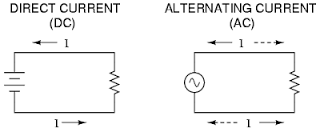 DIRECT CURRENT
(DC)
I
I
ALTERNATING CURRENT
(AC)
I
I